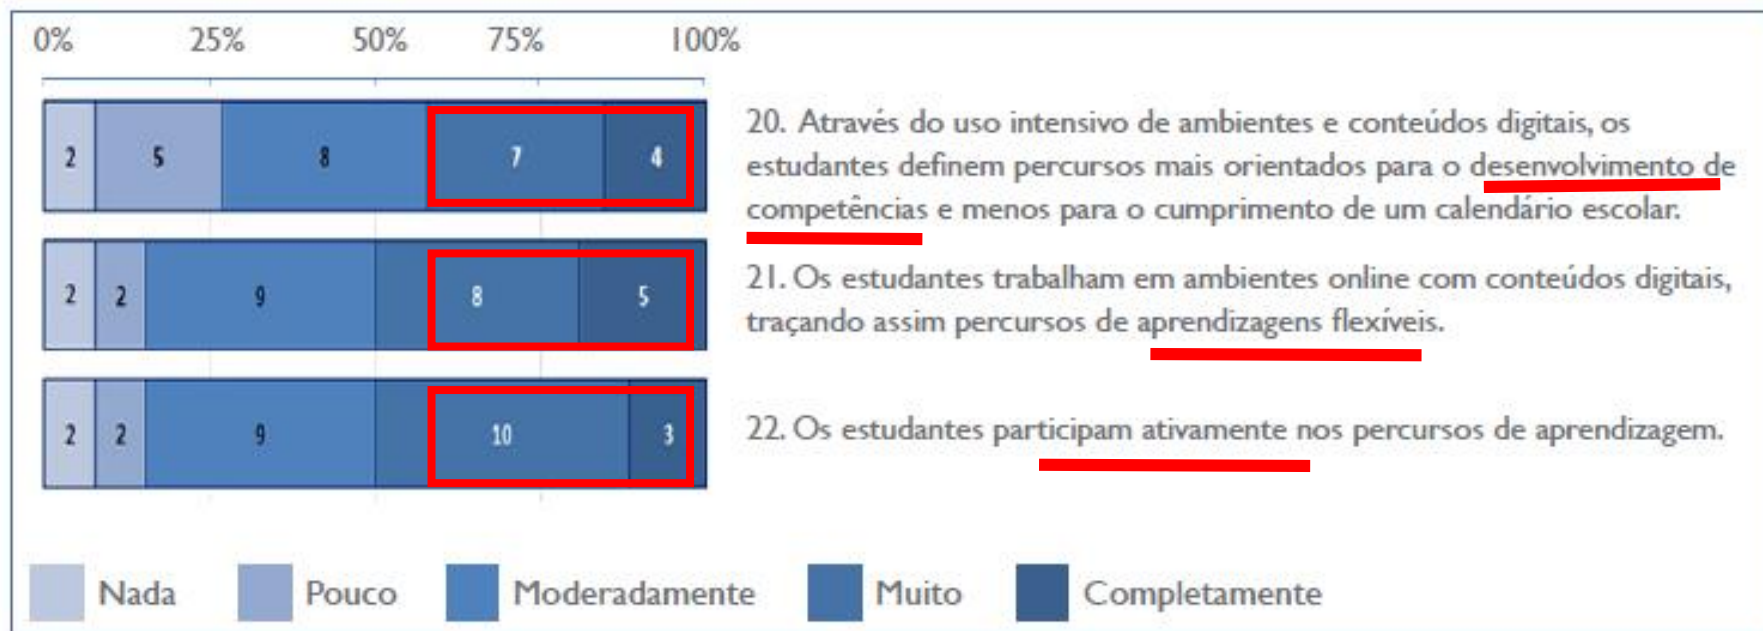 0% 25% 50% 75% 100%
2 5 8 7 4
20. Através do uso intensivo de ambientes e conteúdos digitais, os
estudantes definem percursos mais orientados para o desenvolvimento de
competências e menos para o cumprimento de um calendário escolar.
2 2 9 8 5
21. Os estudantes trabalham em ambientes online com conteúdos digitais,
traçando assim percursos de aprendizagens flexíveis.
2 2 9 10 3
22. Os estudantes participam ativamente nos percursos de aprendizagem.
Nada Pouco Moderadamente Muito Completamente